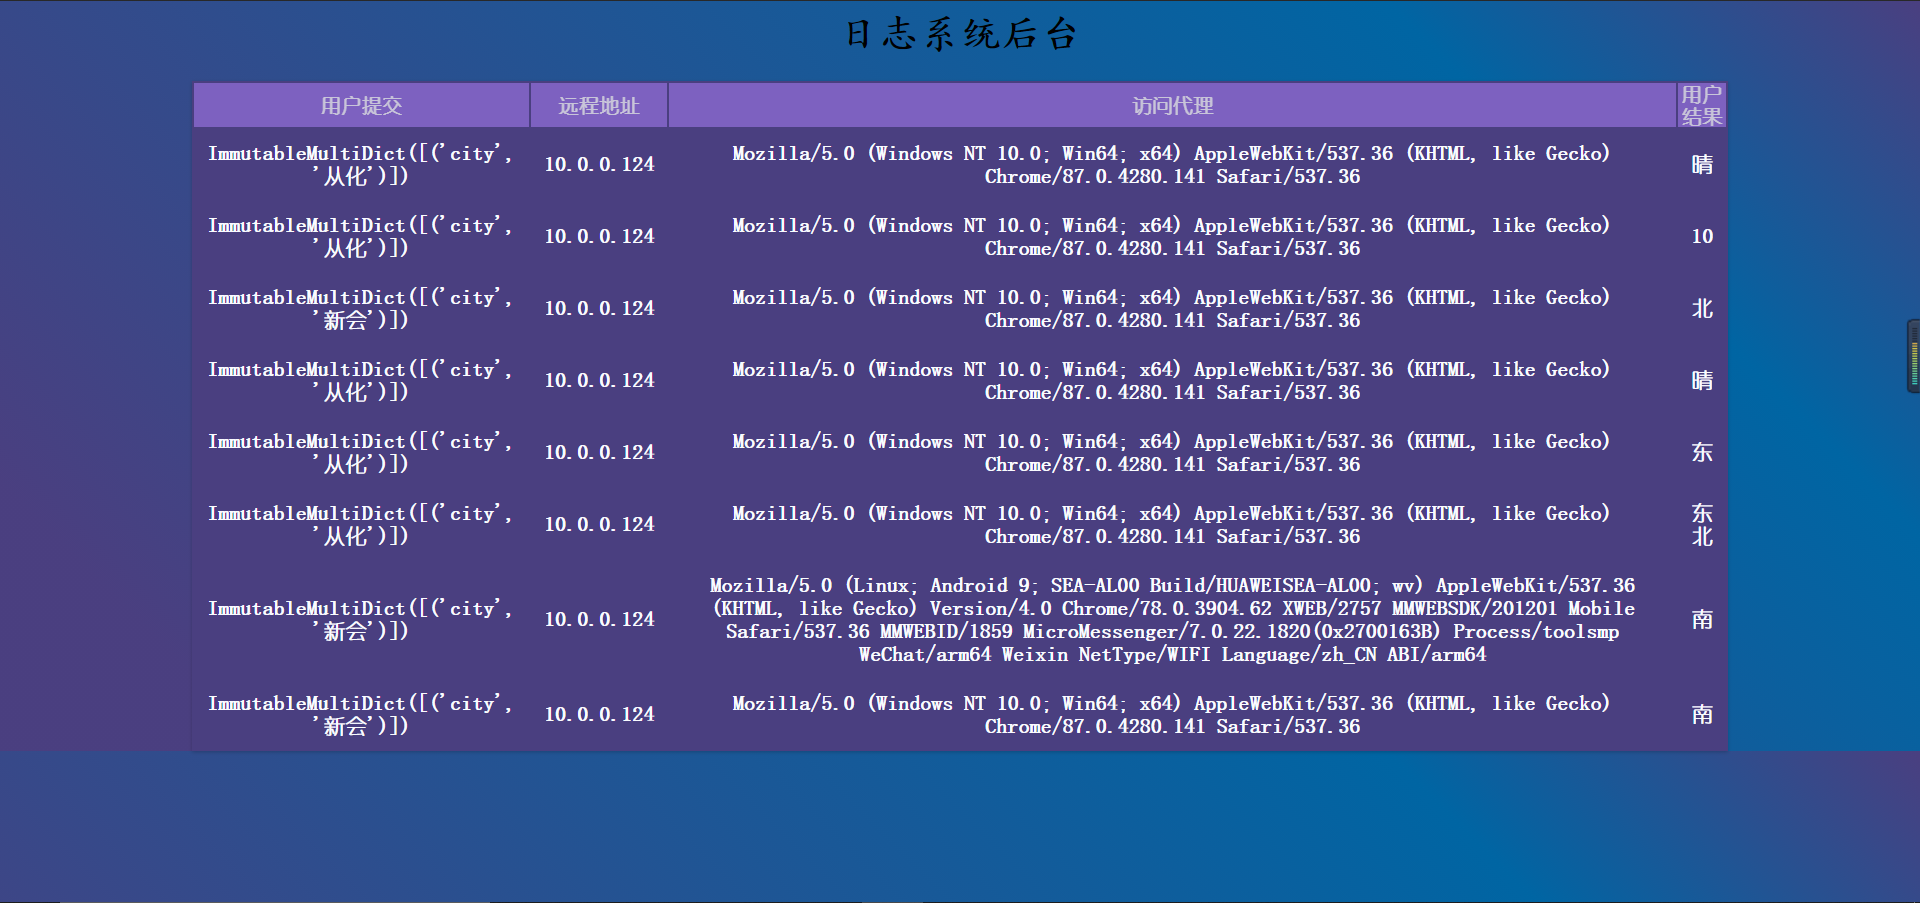 日志系统后台
用户提交 远程地址 访问代理 用户
结果
ImmutableMultiDict([('city',
'从化')])
10.0.0.124
Mozilla/5.0 (Windows NT 10.0; Win64; x64) AppleWebKit/537.36 (KHTML, like Gecko)
Chrome/87.0.4280.141 Safari/537.36
晴
ImmutableMultiDict([('city',
'从化')])
10.0.0.124
Mozilla/5.0 (Windows NT 10.0; Win64; x64) AppleWebKit/537.36 (KHTML, like Gecko)
Chrome/87.0.4280.141 Safari/537.36
10
ImmutableMultiDict([('city',
'新会')])
10.0.0.124
Mozilla/5.0 (Windows NT 10.0; Win64; x64) AppleWebKit/537.36 (KHTML, like Gecko)
Chrome/87.0.4280.141 Safari/537.36
北
ImmutableMultiDict([('city',
'从化')])
10.0.0.124
Mozilla/5.0 (Windows NT 10.0; Win64; x64) AppleWebKit/537.36 (KHTML, like Gecko)
Chrome/87.0.4280.141 Safari/537.36
晴
ImmutableMultiDict([('city',
'从化')])
10.0.0.124
Mozilla/5.0 (Windows NT 10.0; Win64; x64) AppleWebKit/537.36 (KHTML, like Gecko)
Chrome/87.0.4280.141 Safari/537.36
东
ImmutableMultiDict([('city',
'从化')])
10.0.0.124
Mozilla/5.0 (Windows NT 10.0; Win64; x64) AppleWebKit/537.36 (KHTML, like Gecko)
Chrome/87.0.4280.141 Safari/537.36
东
北
ImmutableMultiDict([('city',
'新会')])
10.0.0.124
Mozilla/5.0 (Linux; Android 9; SEA-AL00 Build/HUAWEISEA-AL00; wv) AppleWebKit/537.36
(KHTML, like Gecko) Version/4.0 Chrome/78.0.3904.62 XWEB/2757 MMWEBSDK/201201 Mobile
Safari/537.36 MMWEBID/1859 MicroMessenger/7.0.22.1820(0x2700163B) Process/toolsmp
WeChat/arm64 Weixin NetType/WIFI Language/zh_CN ABI/arm64
南
ImmutableMultiDict([('city',
'新会')])
10.0.0.124
Mozilla/5.0 (Windows NT 10.0; Win64; x64) AppleWebKit/537.36 (KHTML, like Gecko)
Chrome/87.0.4280.141 Safari/537.36
南